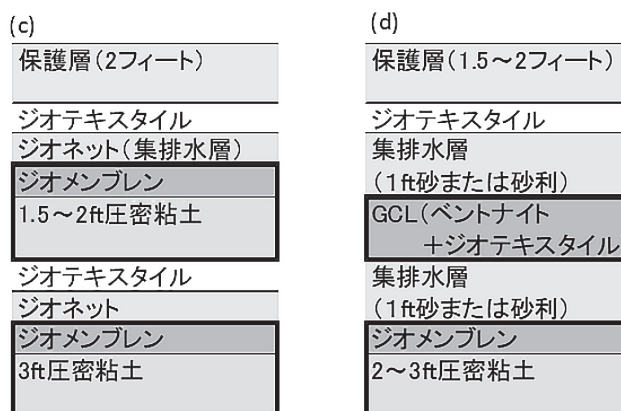 (c)
保護層(2フィート)
ジオテキスタイル
ジオネット(集排水層)
ジオメンブレン
1.5～2ft圧密粘土
ジオテキスタイル
ジオネット
ジオメンブレン
3ft圧密粘土
(d)
保護層(1.5～2フィート)
ジオテキスタイル
集排水層
(1ft砂または砂利)
GCL(ベントナイト
+ジオテキスタイル
集排水層
(1ft砂または砂利)
ジオメンブレン
2～3ft圧密粘土